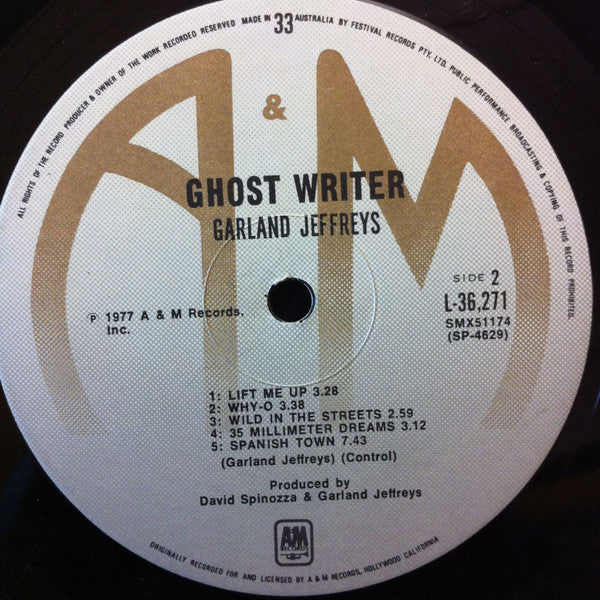 ALL RIGHTS OF THE RECORD PRODUCER & OWNER OF THE WORK RECORDED RESERVED MADE IN 33 AUSTRALIA BY FESTIVAL RECORDS PTY. LTD. PUBLIC PERFORMANCE BROADCASTING & COPYING OF THIS RECORD PROHIBITED.
A & M
GHOST WRITER
GARLAND JEFFREYS
SIDE 2
L-36,271
SMX51174
(SP-4629)
℗ 1977 A & M Records,
Inc.
1: LIFT ME UP 3.28
2: WHY-O 3.38
3: WILD IN THE STREETS 2.59
4: 35 MILLIMETER DREAMS 3.12
5: SPANISH TOWN 7.43
(Garland Jeffreys) (Control)
Produced by
David Spinozza & Garland Jeffreys
A&M
RECORDS
ORIGINALLY RECORDED FOR AND LICENSED BY A & M RECORDS, HOLLYWOOD CALIFORNIA